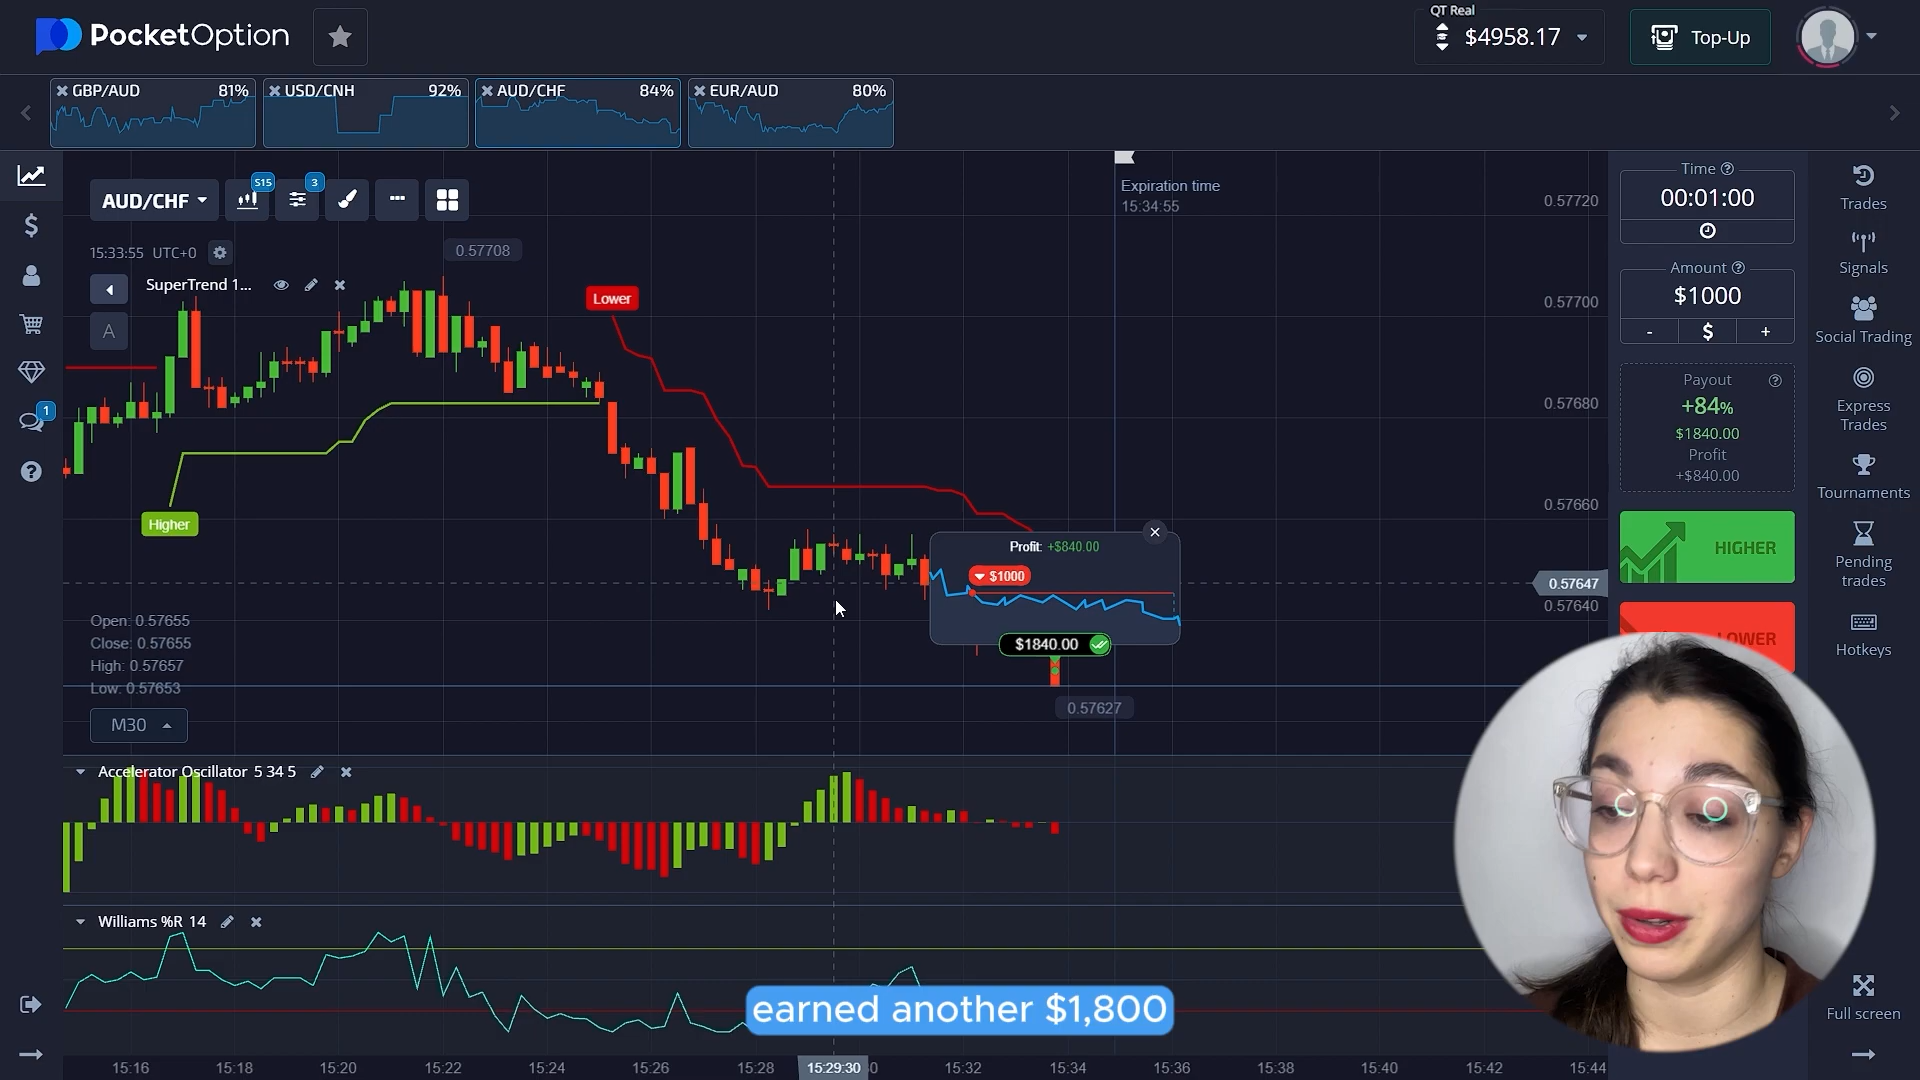 PocketOption
QT Real
$4958.17
Top-Up
GBP/AUD 81%
USD/CNH 92%
AUD/CHF 84%
EUR/AUD 80%
AUD/CHF
S15
3
Expiration time
15:34:55
15:33:55 UTC+0
0.57708
SuperTrend 1...
A
Lower
Higher
0.57720
0.57700
0.57680
0.57660
0.57647
0.57640
Profit: +$840.00
$1000
$1840.00
0.57627
Open: 0.57655
Close: 0.57655
High: 0.57657
Low: 0.57653
M30
1
Time
00:01:00
Amount
$1000
- $ +
Payout
+84%
$1840.00
Profit
+$840.00
HIGHER
LOWER
Trades
Signals
Social Trading
Express
Trades
Tournaments
Pending
trades
Hotkeys
Full screen
Accelerator Oscillator 5 34 5
Williams %R 14
earned another $1,800
15:16 15:18 15:20 15:22 15:24 15:26 15:28 15:29:30 15:32 15:34 15:36 15:38 15:40 15:42 15:44